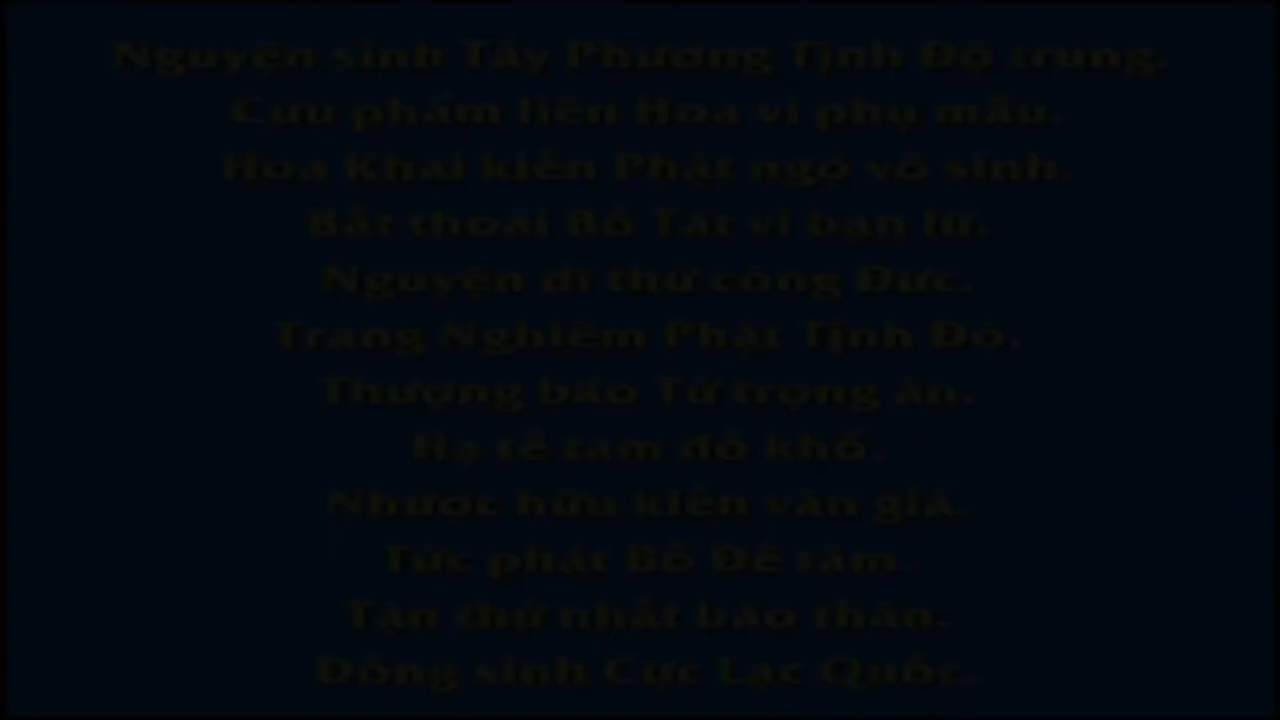 Nguyện sinh Tây Phương Tịnh Độ trung.
Cửu phẩm liên Hoa vi phụ mẫu.
Hoa Khai kiến Phật ngộ vô sinh.
Bất thoái Bồ Tát vi bạn lữ.
Nguyện dĩ thử công Đức.
Trang Nghiêm Phật Tịnh Độ.
Thượng báo Tứ trọng ân.
Hạ tế tam đồ khổ.
Nhược hữu kiến văn giả.
Tức phát Bồ Đề tâm.
Tận thử nhất báo thân.
Đồng sinh Cực Lạc Quốc.